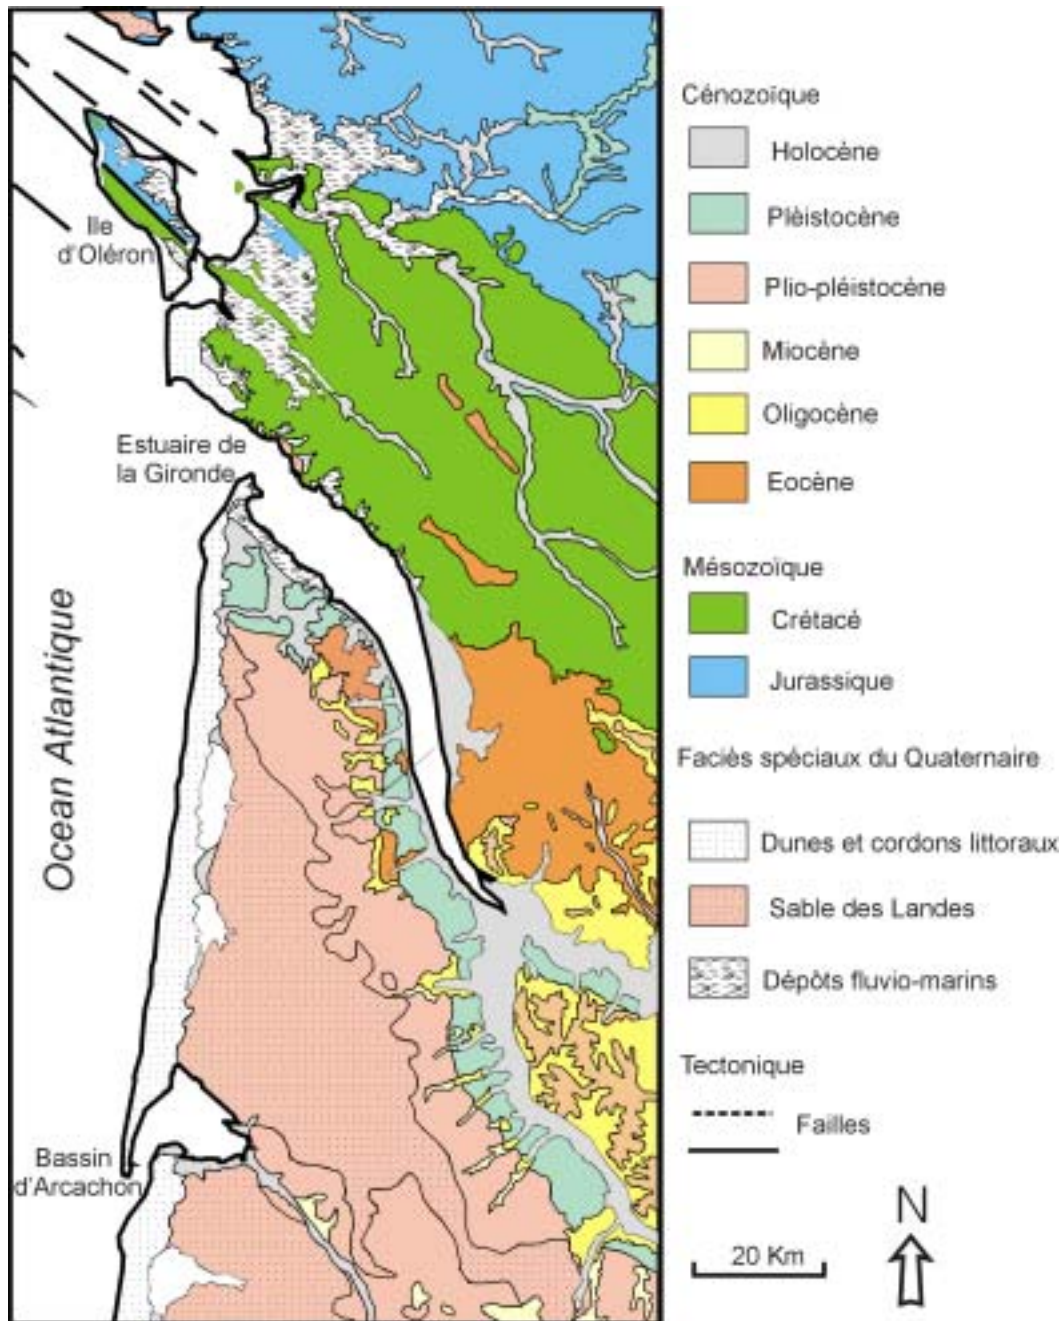 Ile
d'Oléron
Estuaire de
la Gironde
Ocean Atlantique
Bassin
d'Arcachon
Cénozoïque
Holocène
Plèistocène
Plio-pléistocène
Miocène
Oligocène
Eocène
Mésozoïque
Crétacé
Jurassique
Faciès spéciaux du Quaternaire
Dunes et cordons littoraux
Sable des Landes
Dépôts fluvio-marins
Tectonique
Failles
20 Km
N